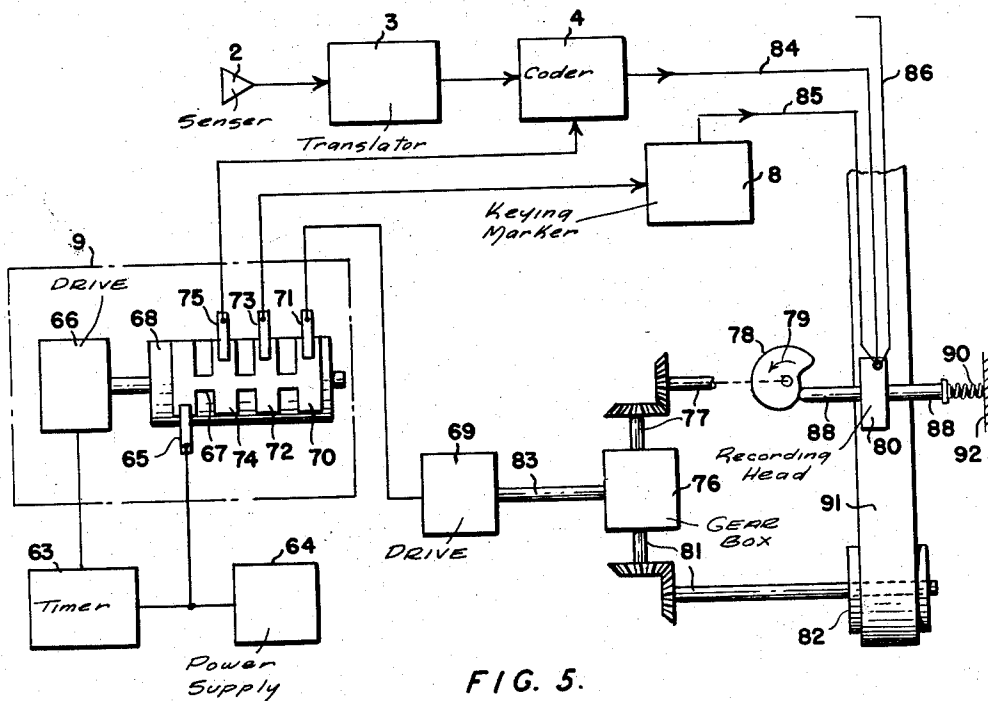 3
4
2
Coder
84
86
Senser
Translator
85
8
Keying
Marker
9
DRIVE
66
68
75
73
71
78
79
90
77
88
88
80
92
65
67
74
72
70
69
83
76
Recording
Head
91
DRIVE
GEAR
BOX
81
63
64
81
Timer
82
Power
Supply
FIG. 5.